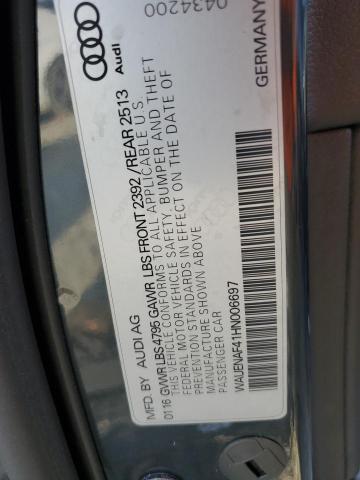 MFD. BY AUDI AG
01 16 GVWR LBS 4795 GAWR LBS FRONT 2392 / REAR 2513
THIS VEHICLE CONFORMS TO ALL APPLICABLE U.S.
FEDERAL MOTOR VEHICLE SAFETY, BUMPER AND THEFT
PREVENTION STANDARDS IN EFFECT ON THE DATE OF
MANUFACTURE SHOWN ABOVE
PASSENGER CAR
WAUENAF41HN006697
GERMANY
Audi
0434200